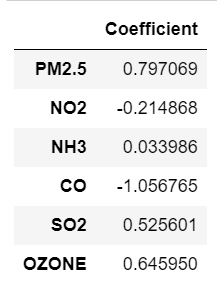 Coefficient
PM2.5 0.797069
NO2 -0.214868
NH3 0.033986
CO -1.056765
SO2 0.525601
OZONE 0.645950